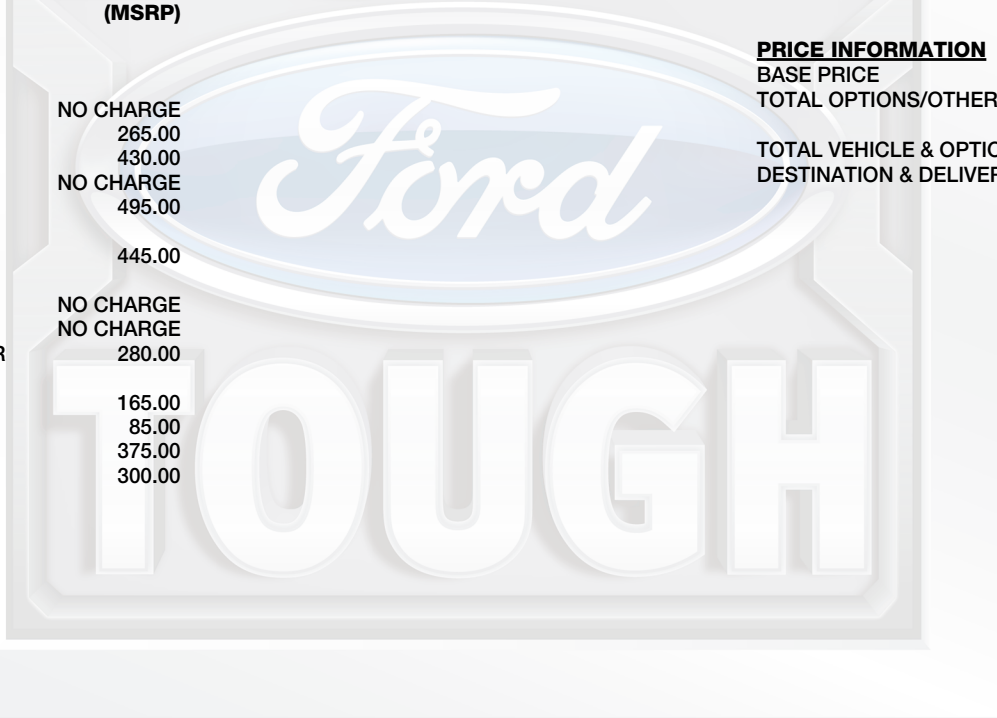 (MSRP)
NO CHARGE
265.00
430.00
NO CHARGE
495.00
445.00
NO CHARGE
NO CHARGE
R 280.00
165.00
85.00
375.00
300.00
PRICE INFORMATION
BASE PRICE
TOTAL OPTIONS/OTHER
TOTAL VEHICLE & OPTIO
DESTINATION & DELIVER
Ford
TOUGH